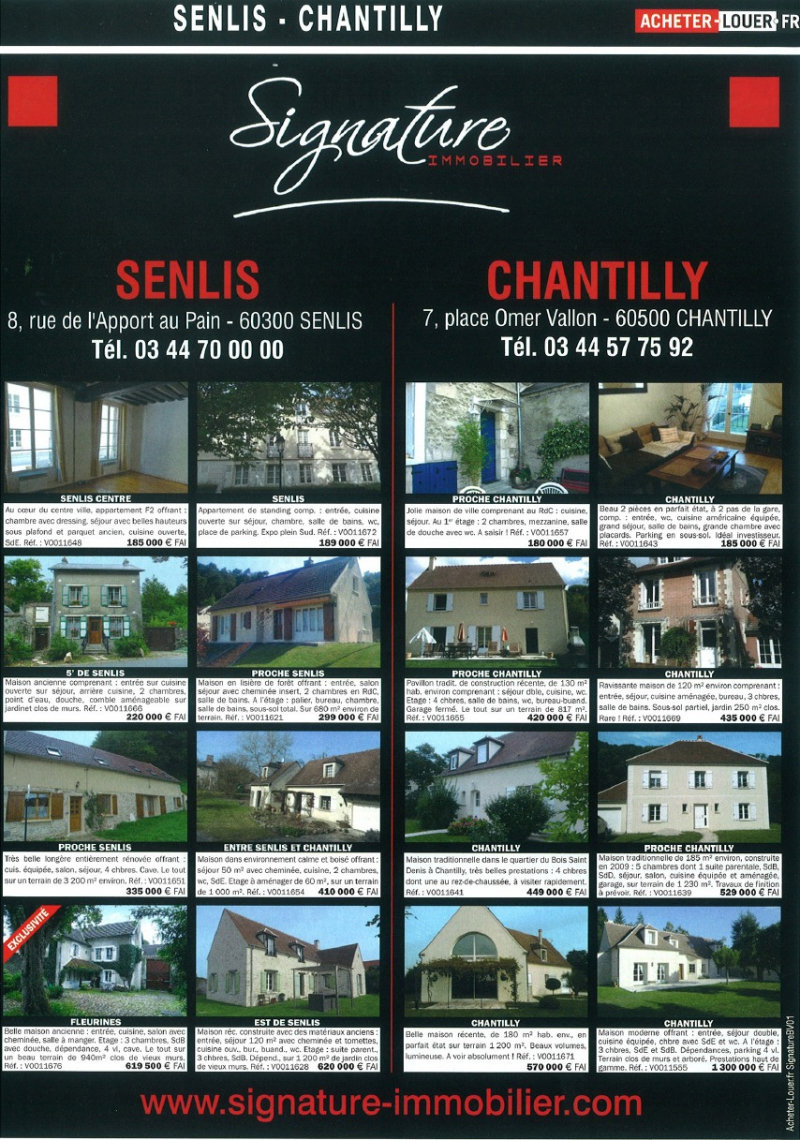 SENLIS - CHANTILLY
ACHETER-LOUER.FR
Signature
IMMOBILIER
SENLIS
8, rue de l'Apport au Pain - 60300 SENLIS
Tél. 03 44 70 00 00
CHANTILLY
7, place Omer Vallon - 60500 CHANTILLY
Tél. 03 44 57 75 92
SENLIS CENTRE
Au cœur du centre ville, appartement F2 offrant :
chambre avec dressing, séjour avec belles hauteurs
sous plafond et parquet ancien, cuisine ouverte,
SdE. Réf. : V0011648 185 000 € FAI
SENLIS
Appartement de standing comp. : entrée, cuisine
ouverte sur séjour, chambre, salle de bains, wc,
place de parking. Expo plein Sud. Réf. : V0011672
189 000 € FAI
PROCHE CHANTILLY
Jolie maison de ville comprenant au RdC : cuisine,
séjour. Au 1er étage : 2 chambres, mezzanine, salle
de douche avec wc. A saisir ! Réf. : V0011657
180 000 € FAI
CHANTILLY
Beau 2 pièces en parfait état, à 2 pas de la gare,
comp. : entrée, wc, cuisine américaine équipée,
grand séjour, salle de bains, grande chambre avec
placards. Parking en sous-sol. Idéal investisseur.
Réf. : V0011643 185 000 € FAI
5' DE SENLIS
Maison ancienne comprenant : entrée sur cuisine
ouverte sur séjour, arrière cuisine, 2 chambres,
point d'eau, douche, comble aménageable sur
jardinet clos de murs. Réf. : V0011666
220 000 € FAI
PROCHE SENLIS
Maison en lisière de forêt offrant : entrée, salon
séjour avec cheminée insert, 2 chambres en RdC,
salle de bains. A l'étage : palier, bureau, chambre,
salle de bains, sous-sol total. Sur 680 m² environ de
terrain. Réf. : V0011621 299 000 € FAI
PROCHE CHANTILLY
Pavillon tradit. de construction récente, de 130 m²
hab. environ comprenant : séjour dble, cuisine, wc.
Etage : 4 chbres, salle de bains, wc, bureau-buand.
Garage fermé. Le tout sur un terrain de 817 m².
Réf. : V0011655 420 000 € FAI
CHANTILLY
Ravissante maison de 120 m² environ comprenant :
entrée, séjour, cuisine aménagée, bureau, 3 chbres,
salle de bains. Sous-sol partiel, jardin 250 m² clos.
Rare ! Réf. : V0011669 435 000 € FAI
PROCHE SENLIS
Très belle longère entièrement rénovée offrant :
cuis. équipée, salon, séjour, 4 chbres. Cave. Le tout
sur un terrain de 3 200 m² environ. Réf. : V0011651
335 000 € FAI
ENTRE SENLIS ET CHANTILLY
Maison dans environnement calme et boisé offrant :
séjour 50 m² avec cheminée, cuisine, 2 chambres,
wc, SdE. Etage à aménager de 60 m², sur un terrain
de 1 000 m². Réf. : V0011654 410 000 € FAI
CHANTILLY
Maison traditionnelle dans le quartier du Bois Saint
Denis à Chantilly, très belles prestations : 4 chbres
dont une au rez-de-chaussée, à visiter rapidement.
Réf. : V0011641 449 000 € FAI
PROCHE CHANTILLY
Maison traditionnelle de 185 m² environ, construite
en 2009 : 5 chambres dont 1 suite parentale, SdB,
SdD, séjour, salon, cuisine équipée et aménagée,
garage, sur terrain de 1 230 m². Travaux de finition
à prévoir. Réf. : V0011639 529 000 € FAI
EXCLUSIVITÉ
FLEURINES
Belle maison ancienne : entrée, cuisine, salon avec
cheminée, salle à manger. Etage : 3 chambres, SdB
avec douche, dépendance, 4 vl, cave. Le tout sur
un beau terrain de 940m² clos de vieux murs.
Réf. : V0011676 619 500 € FAI
EST DE SENLIS
Maison réc. construite avec des matériaux anciens :
entrée, séjour 120 m² avec cheminée et tomettes,
cuisine ouv., bur., buand., wc. Etage : suite parent.,
3 chbres, SdB. Dépend., sur 1 200 m² de jardin clos
de vieux murs. Réf. : V0011628 620 000 € FAI
CHANTILLY
Belle maison récente, de 180 m² hab. env., en
parfait état sur terrain 1 200 m². Beaux volumes,
lumineuse. A voir absolument ! Réf. : V0011671
570 000 € FAI
CHANTILLY
Maison moderne offrant : entrée, séjour double,
cuisine équipée, chbre avec SdE et wc. A l'étage :
3 chbres, SdE et SdB. Dépendances, parking 4 vl.
Terrain clos de murs et arboré. Prestations haut de
gamme. Réf. : V0011565 1 300 000 € FAI
www.signature-immobilier.com
Acheter-Louer.fr SignatureBV01